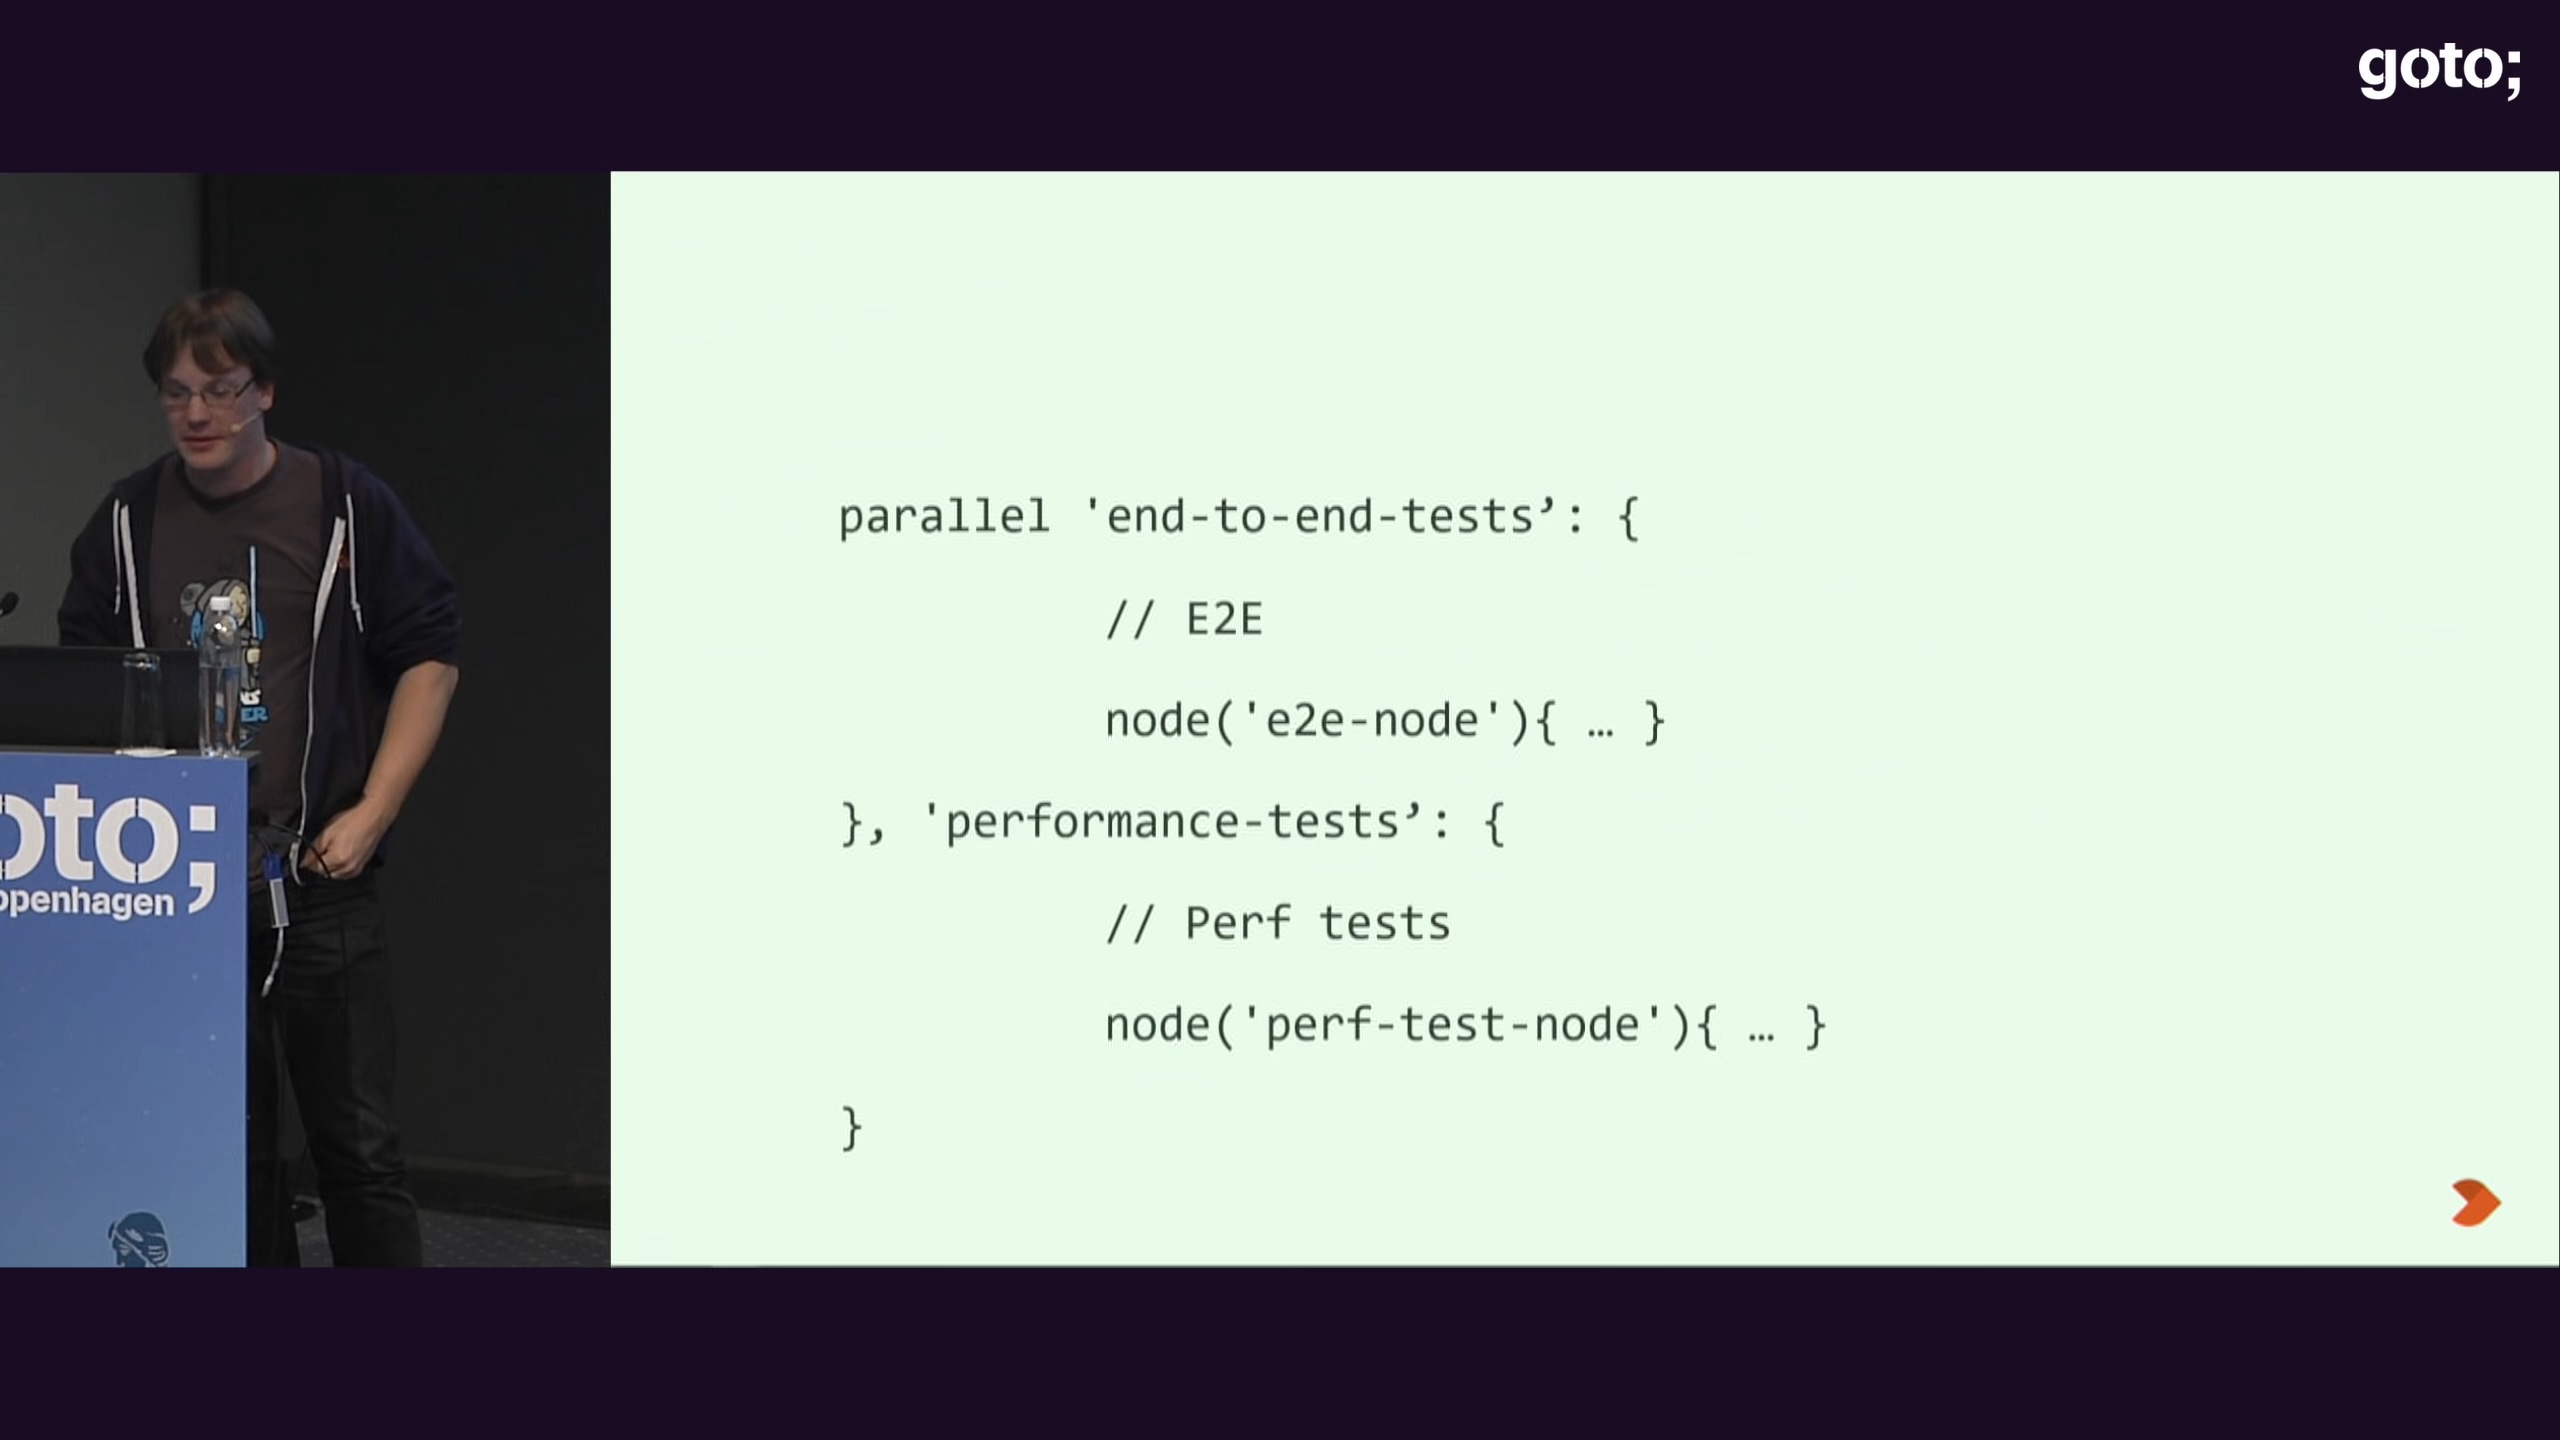 goto;
parallel 'end-to-end-tests’: {
// E2E
node('e2e-node'){ … }
}, 'performance-tests’: {
// Perf tests
node('perf-test-node'){ … }
}
oto;
openhagen
ER